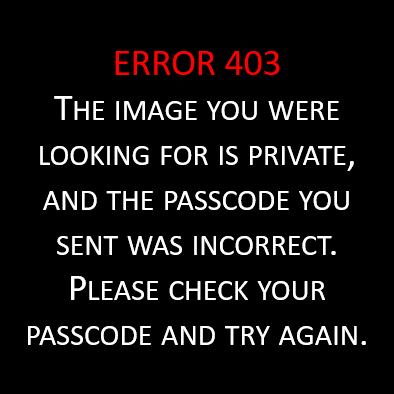 ERROR 403
THE IMAGE YOU WERE
LOOKING FOR IS PRIVATE,
AND THE PASSCODE YOU
SENT WAS INCORRECT.
PLEASE CHECK YOUR
PASSCODE AND TRY AGAIN.